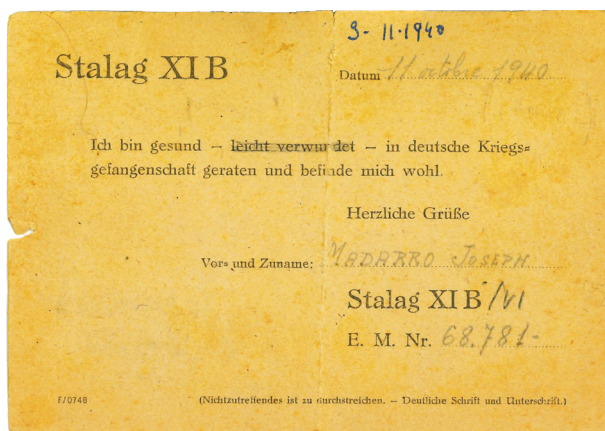 3-11-1940
Stalag XI B
Datum 11 octobre 1940
Ich bin gesund – leicht verwundet – in deutsche Kriegs=
gefangenschaft geraten und befinde mich wohl.
Herzliche Grüße
Vor= und Zuname: MADARRO JOSEPH
Stalag XI B /VI
E. M. Nr. 68.781-
F/0748 (Nichtzutreffendes ist zu durchstreichen. – Deutliche Schrift und Unterschrift.)